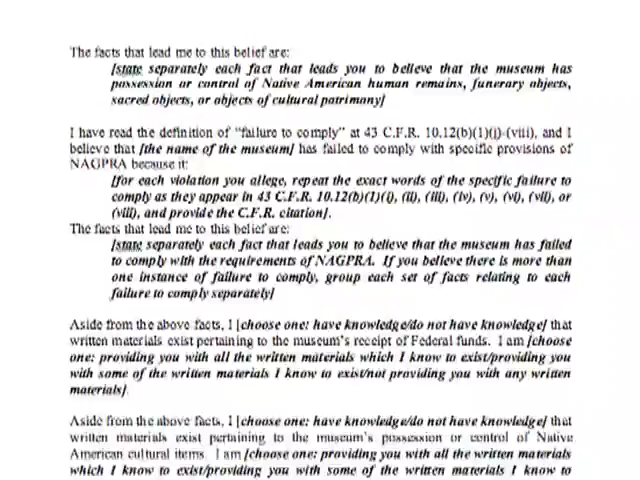 The facts that lead me to this belief are:
[state separately each fact that leads you to believe that the museum has
possession or control of Native American human remains, funerary objects,
sacred objects, or objects of cultural patrimony]
I have read the definition of "failure to comply" at 43 C.F.R. 10.12(b)(1)(i)-(viii), and I
believe that [the name of the museum] has failed to comply with specific provisions of
NAGPRA because it:
[for each violation you allege, repeat the exact words of the specific failure to
comply as they appear in 43 C.F.R. 10.12(b)(1)(i), (ii), (iii), (iv), (v), (vi), (vii), or
(viii), and provide the C.F.R. citation].
The facts that lead me to this belief are:
[state separately each fact that leads you to believe that the museum has failed
to comply with the requirements of NAGPRA. If you believe there is more than
one instance of failure to comply, group each set of facts relating to each
failure to comply separately]
Aside from the above facts, I [choose one: have knowledge/do not have knowledge] that
written materials exist pertaining to the museum's receipt of Federal funds. I am [choose
one: providing you with all the written materials which I know to exist/providing you
with some of the written materials I know to exist/not providing you with any written
materials].
Aside from the above facts, I [choose one: have knowledge/do not have knowledge] that
written materials exist pertaining to the museum's possession or control of Native
American cultural items. I am [choose one: providing you with all the written materials
which I know to exist/providing you with some of the written materials I know to